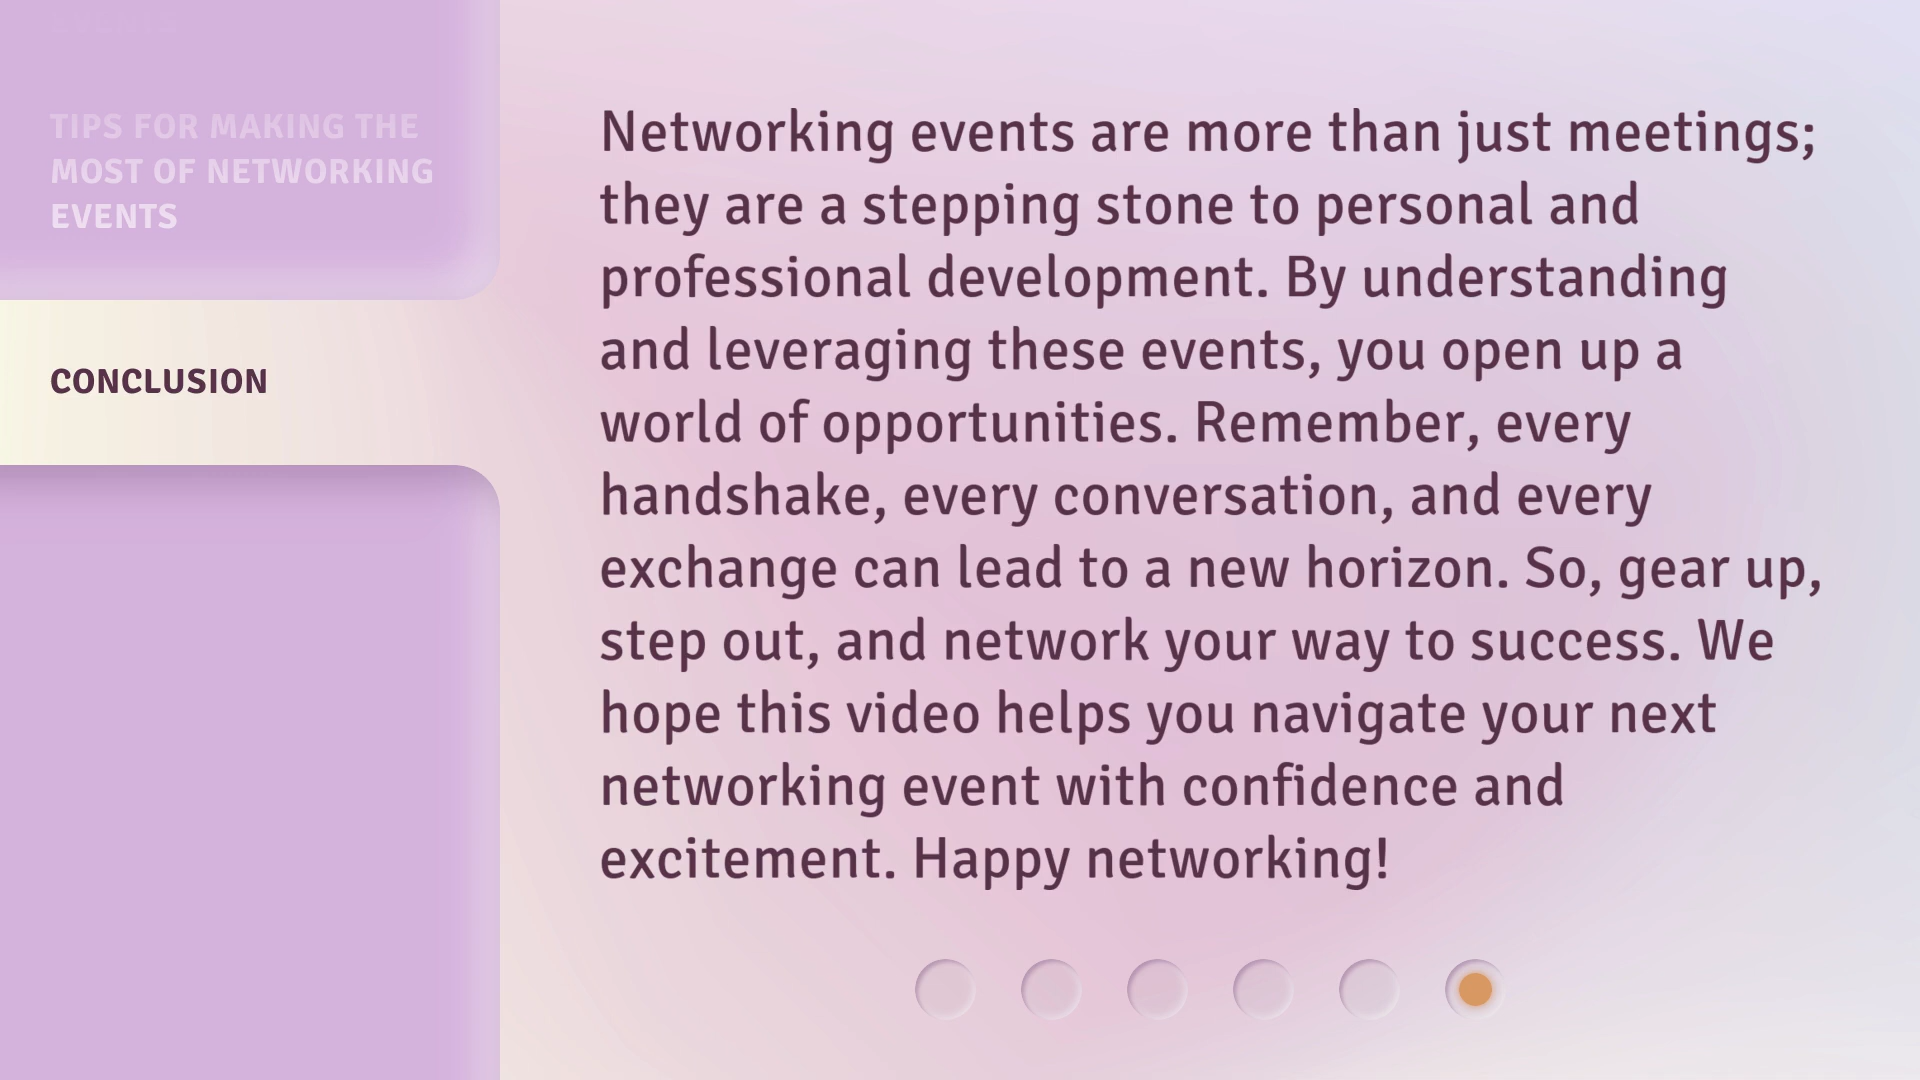 TIPS FOR MAKING THE
MOST OF NETWORKING
EVENTS
CONCLUSION
Networking events are more than just meetings;
they are a stepping stone to personal and
professional development. By understanding
and leveraging these events, you open up a
world of opportunities. Remember, every
handshake, every conversation, and every
exchange can lead to a new horizon. So, gear up,
step out, and network your way to success. We
hope this video helps you navigate your next
networking event with confidence and
excitement. Happy networking!